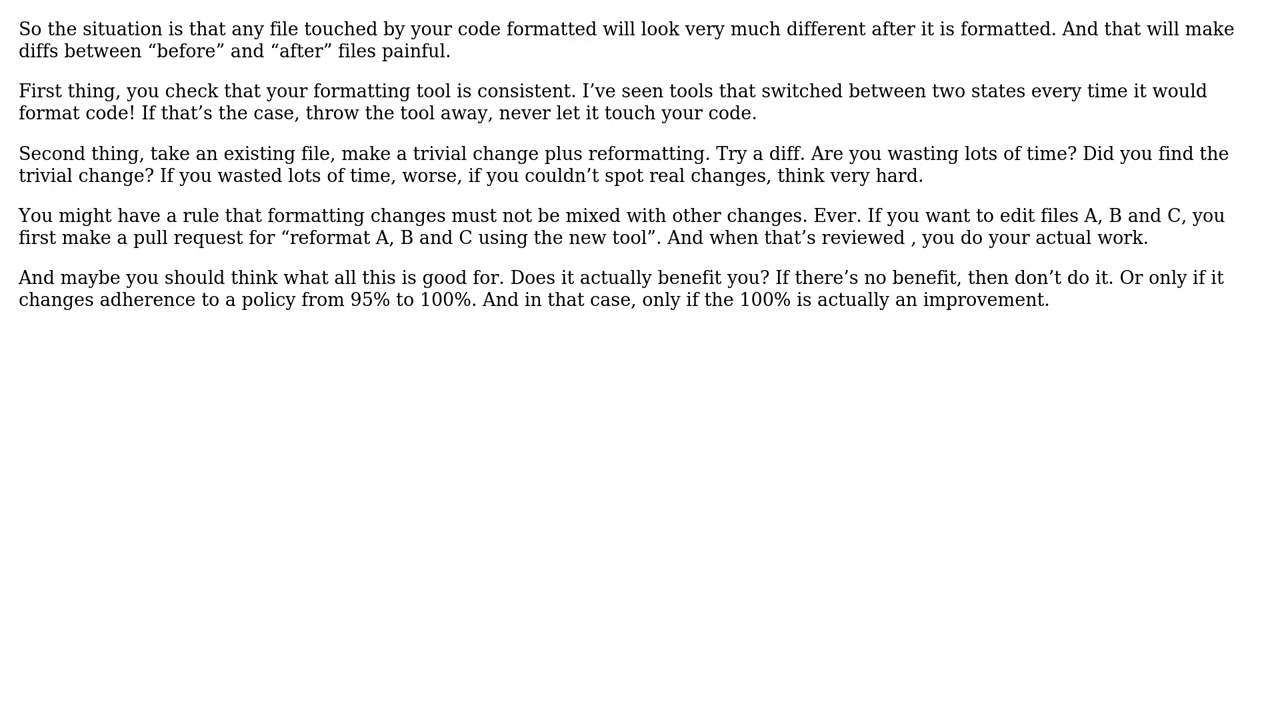 So the situation is that any file touched by your code formatted will look very much different after it is formatted. And that will make
diffs between “before” and “after” files painful.
First thing, you check that your formatting tool is consistent. I’ve seen tools that switched between two states every time it would
format code! If that’s the case, throw the tool away, never let it touch your code.
Second thing, take an existing file, make a trivial change plus reformatting. Try a diff. Are you wasting lots of time? Did you find the
trivial change? If you wasted lots of time, worse, if you couldn’t spot real changes, think very hard.
You might have a rule that formatting changes must not be mixed with other changes. Ever. If you want to edit files A, B and C, you
first make a pull request for “reformat A, B and C using the new tool”. And when that’s reviewed , you do your actual work.
And maybe you should think what all this is good for. Does it actually benefit you? If there’s no benefit, then don’t do it. Or only if it
changes adherence to a policy from 95% to 100%. And in that case, only if the 100% is actually an improvement.